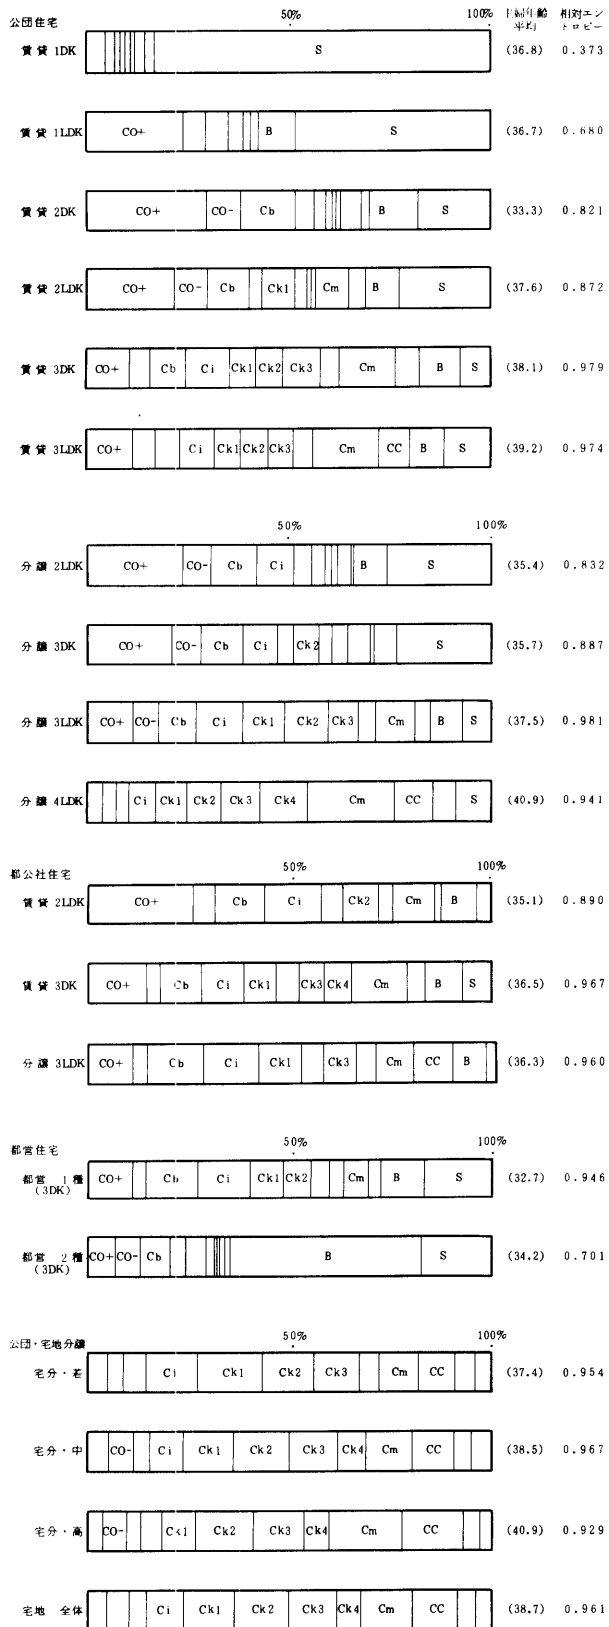 公団住宅 50% 100% 主婦年齢 相対エン
平均 トロピー
賃貸 1DK S (36.8) 0.373
賃貸 1LDK CO+ B S (36.7) 0.680
賃貸 2DK CO+ CO- Cb B S (33.3) 0.821
賃貸 2LDK CO+ CO- Cb Ck1 Cm B S (37.6) 0.872
賃貸 3DK CO+ Cb Ci Ck1 Ck2 Ck3 Cm B S (38.1) 0.979
賃貸 3LDK CO+ Ci Ck1 Ck2 Ck3 Cm CC B S (39.2) 0.974
50% 100%
分譲 2LDK CO+ CO- Cb Ci B S (35.4) 0.832
分譲 3DK CO+ CO- Cb Ci Ck2 S (35.7) 0.887
分譲 3LDK CO+ CO- Cb Ci Ck1 Ck2 Ck3 Cm B S (37.5) 0.981
分譲 4LDK Ci Ck1 Ck2 Ck3 Ck4 Cm CC S (40.9) 0.941
都公社住宅 50% 100%
賃貸 2LDK CO+ Cb Ci Ck2 Cm B (35.1) 0.890
賃貸 3DK CO+ Cb Ci Ck1 Ck3 Ck4 Cm B S (36.5) 0.967
分譲 3LDK CO+ Cb Ci Ck1 Ck3 Cm CC B (36.3) 0.960
都営住宅 50% 100%
都営 1種 CO+ Cb Ci Ck1 Ck2 Cm B S (32.7) 0.946
(3DK)
都営 2種 CO+ CO- Cb B S (34.2) 0.701
(3DK)
公団・宅地分譲 50% 100%
宅分・若 Ci Ck1 Ck2 Ck3 Cm CC (37.4) 0.954
宅分・中 CO- Ci Ck1 Ck2 Ck3 Ck4 Cm CC (38.5) 0.967
宅分・高 CO- Ck1 Ck2 Ck3 Ck4 Cm CC (40.9) 0.929
宅地 全体 Ci Ck1 Ck2 Ck3 Ck4 Cm CC (38.7) 0.961